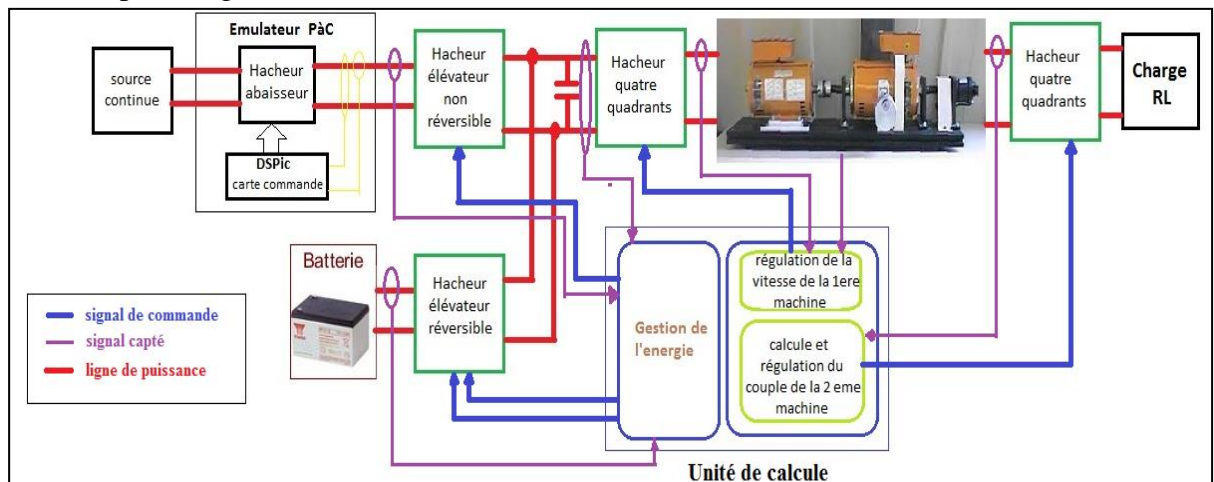 Emulateur PàC
source
continue
Hacheur
abaisseur
DSPic
carte commande
Hacheur
élévateur
non
réversible
Hacheur
quatre
quadrants
Hacheur
quatre
quadrants
Charge
RL
Batterie
Hacheur
élévateur
réversible
Gestion de
l'energie
régulation de la
vitesse de la 1ere
machine
calcule et
régulation du
couple de la 2 eme
machine
signal de commande
signal capté
ligne de puissance
Unité de calcule